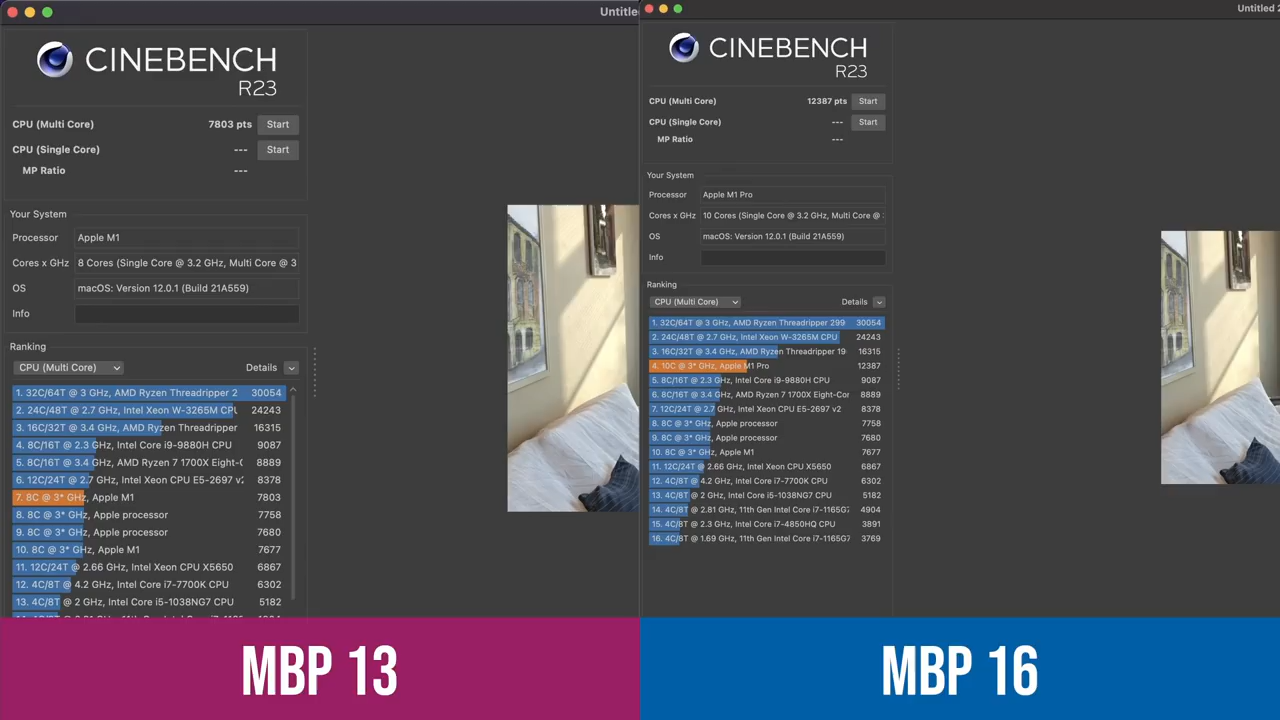 Untitle
CINEBENCH
R23
CPU (Multi Core) 7803 pts Start
CPU (Single Core) --- Start
MP Ratio ---
Your System
Processor Apple M1
Cores x GHz 8 Cores (Single Core @ 3.2 GHz, Multi Core @ 3
OS macOS: Version 12.0.1 (Build 21A559)
Info
Ranking
CPU (Multi Core) Details
1. 32C/64T @ 3 GHz, AMD Ryzen Threadripper 2 30054
2. 24C/48T @ 2.7 GHz, Intel Xeon W-3265M CPU 24243
3. 16C/32T @ 3.4 GHz, AMD Ryzen Threadripper 16315
4. 8C/16T @ 2.3 GHz, Intel Core i9-9880H CPU 9087
5. 8C/16T @ 3.4 GHz, AMD Ryzen 7 1700X Eight-C 8889
6. 12C/24T @ 2.7 GHz, Intel Xeon CPU E5-2697 v2 8378
7. 8C @ 3* GHz, Apple M1 7803
8. 8C @ 3* GHz, Apple processor 7758
9. 8C @ 3* GHz, Apple processor 7680
10. 8C @ 3* GHz, Apple M1 7677
11. 12C/24T @ 2.66 GHz, Intel Xeon CPU X5650 6867
12. 4C/8T @ 4.2 GHz, Intel Core i7-7700K CPU 6302
13. 4C/8T @ 2 GHz, Intel Core i5-1038NG7 CPU 5182
MBP 13
Untitled 2
CINEBENCH
R23
CPU (Multi Core) 12387 pts Start
CPU (Single Core) --- Start
MP Ratio ---
Your System
Processor Apple M1 Pro
Cores x GHz 10 Cores (Single Core @ 3.2 GHz, Multi Core @
OS macOS: Version 12.0.1 (Build 21A559)
Info
Ranking
CPU (Multi Core) Details
1. 32C/64T @ 3 GHz, AMD Ryzen Threadripper 299 30054
2. 24C/48T @ 2.7 GHz, Intel Xeon W-3265M CPU 24243
3. 16C/32T @ 3.4 GHz, AMD Ryzen Threadripper 19 16315
4. 10C @ 3* GHz, Apple M1 Pro 12387
5. 8C/16T @ 2.3 GHz, Intel Core i9-9880H CPU 9087
6. 8C/16T @ 3.4 GHz, AMD Ryzen 7 1700X Eight-Cor 8889
7. 12C/24T @ 2.7 GHz, Intel Xeon CPU E5-2697 v2 8378
8. 8C @ 3* GHz, Apple processor 7758
9. 8C @ 3* GHz, Apple processor 7680
10. 8C @ 3* GHz, Apple M1 7677
11. 12C/24T @ 2.66 GHz, Intel Xeon CPU X5650 6867
12. 4C/8T @ 4.2 GHz, Intel Core i7-7700K CPU 6302
13. 4C/8T @ 2 GHz, Intel Core i5-1038NG7 CPU 5182
14. 4C/8T @ 2.81 GHz, 11th Gen Intel Core i7-1165G7 4904
15. 4C/8T @ 2.3 GHz, Intel Core i7-4850HQ CPU 3891
16. 4C/8T @ 1.69 GHz, 11th Gen Intel Core i7-1165G7 3769
MBP 16